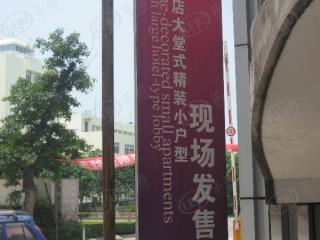 店大堂式精装小户型
large hotel-type lobby
-decorated small apartments
现场发售